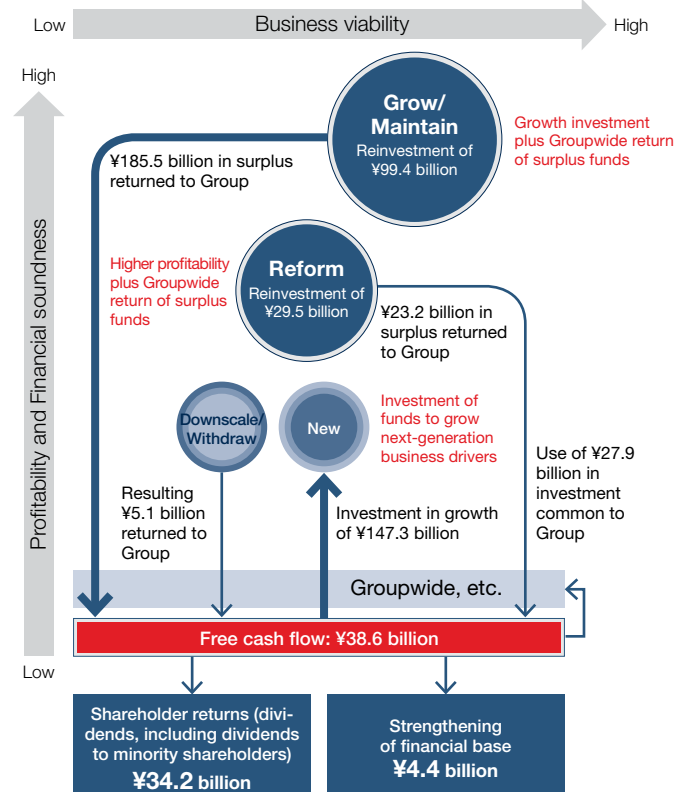 Low
Business viability
High
High
Profitability and Financial soundness
Low
Grow/
Maintain
Reinvestment of
¥99.4 billion
Growth investment
plus Groupwide return
of surplus funds
¥185.5 billion in surplus
returned to Group
Higher profitability
plus Groupwide
return of surplus
funds
Reform
Reinvestment of
¥29.5 billion
¥23.2 billion in
surplus returned
to Group
Downscale/
Withdraw
New
Investment of
funds to grow
next-generation
business drivers
Resulting
¥5.1 billion
returned to
Group
Investment in growth
of ¥147.3 billion
Use of ¥27.9
billion in
investment
common to
Group
Groupwide, etc.
Free cash flow: ¥38.6 billion
Shareholder returns (divi-
dends, including dividends
to minority shareholders)
¥34.2 billion
Strengthening
of financial base
¥4.4 billion